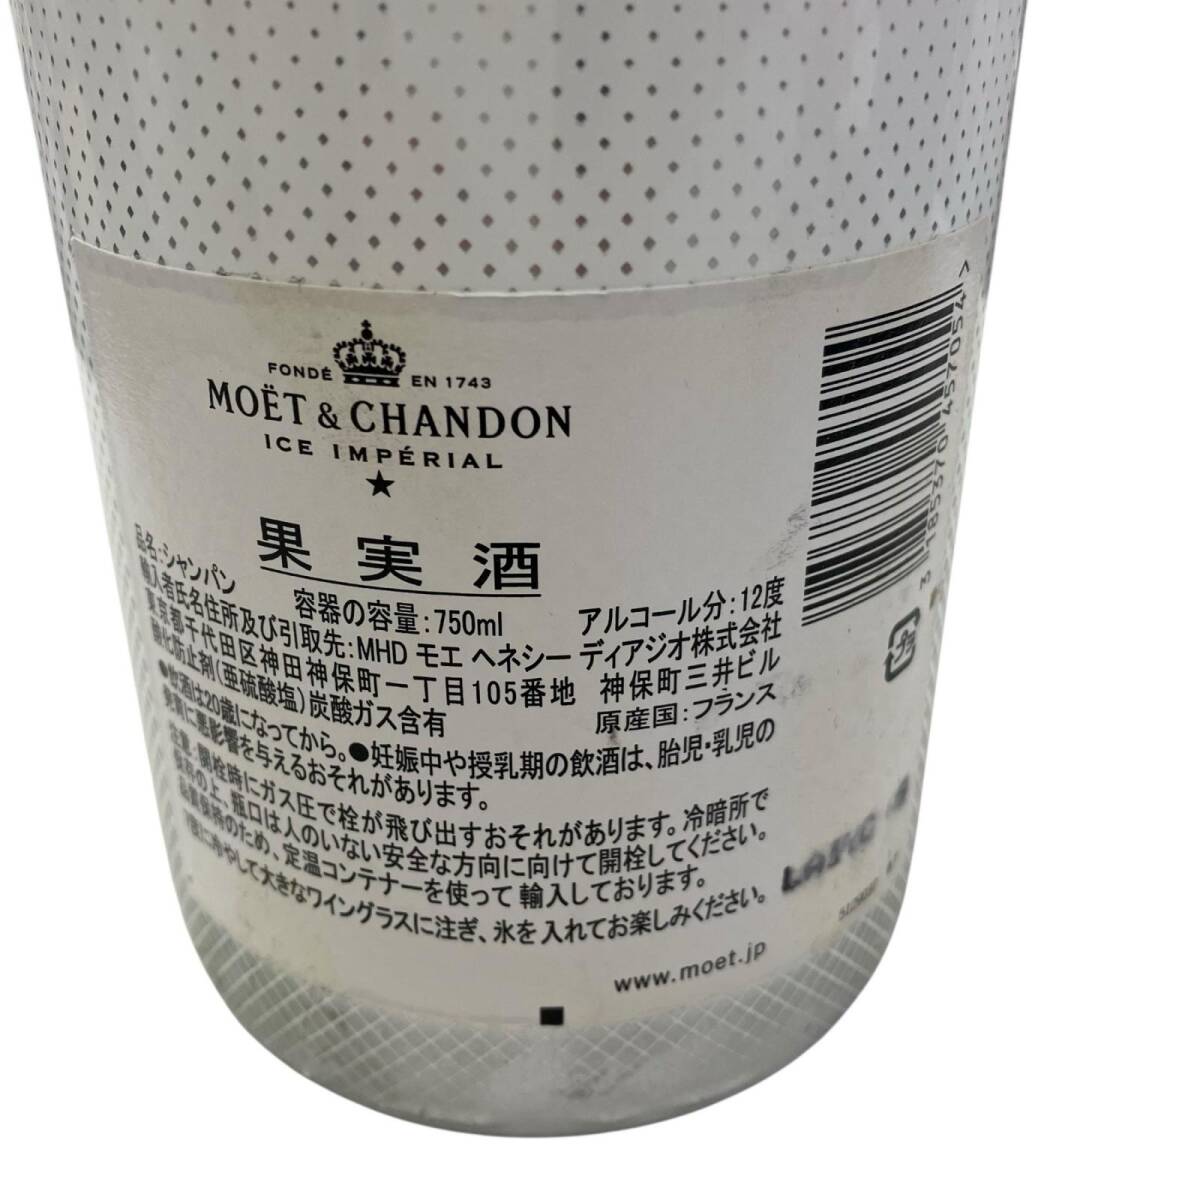 FONDÉ EN 1743
MOËT & CHANDON
ICE IMPÉRIAL
果実酒
品名:シャンパン 容器の容量:750ml アルコール分:12度
輸入者氏名住所及び引取先:MHD モエ ヘネシー ディアジオ株式会社
東京都千代田区神田神保町一丁目105番地 神保町三井ビル
酸化防止剤(亜硫酸塩)炭酸ガス含有 原産国:フランス
●飲酒は20歳になってから。●妊娠中や授乳期の飲酒は、胎児・乳児の
発育に悪影響を与えるおそれがあります。
注意:開栓時にガス圧で栓が飛び出すおそれがあります。冷暗所で
保存の上、瓶口は人のいない安全な方向に向けて開栓してください。
品質保持のため、定温コンテナーを使って輸入しております。
に冷やして大きなワイングラスに注ぎ、氷を入れてお楽しみください。
www.moet.jp
3 185370 457054 >